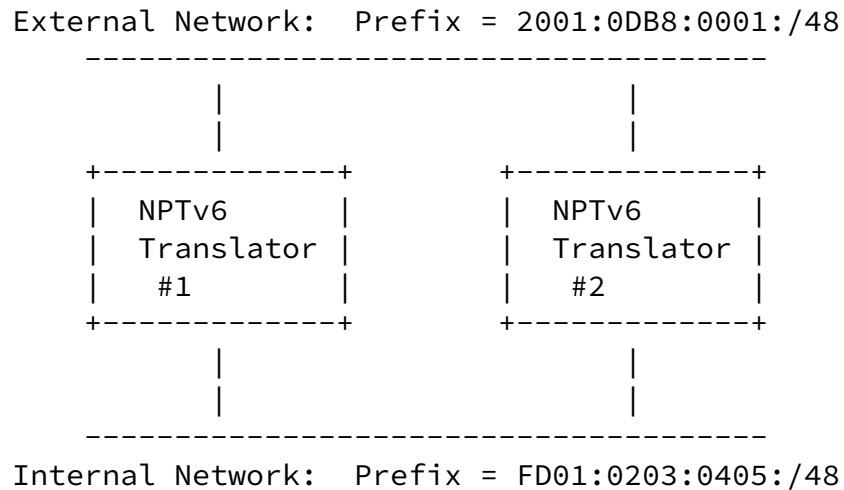 External Network:  Prefix = 2001:0DB8:0001:/48
NPTv6 NPTv6
Translator Translator
#1 #2
Internal Network:  Prefix = FD01:0203:0405:/48